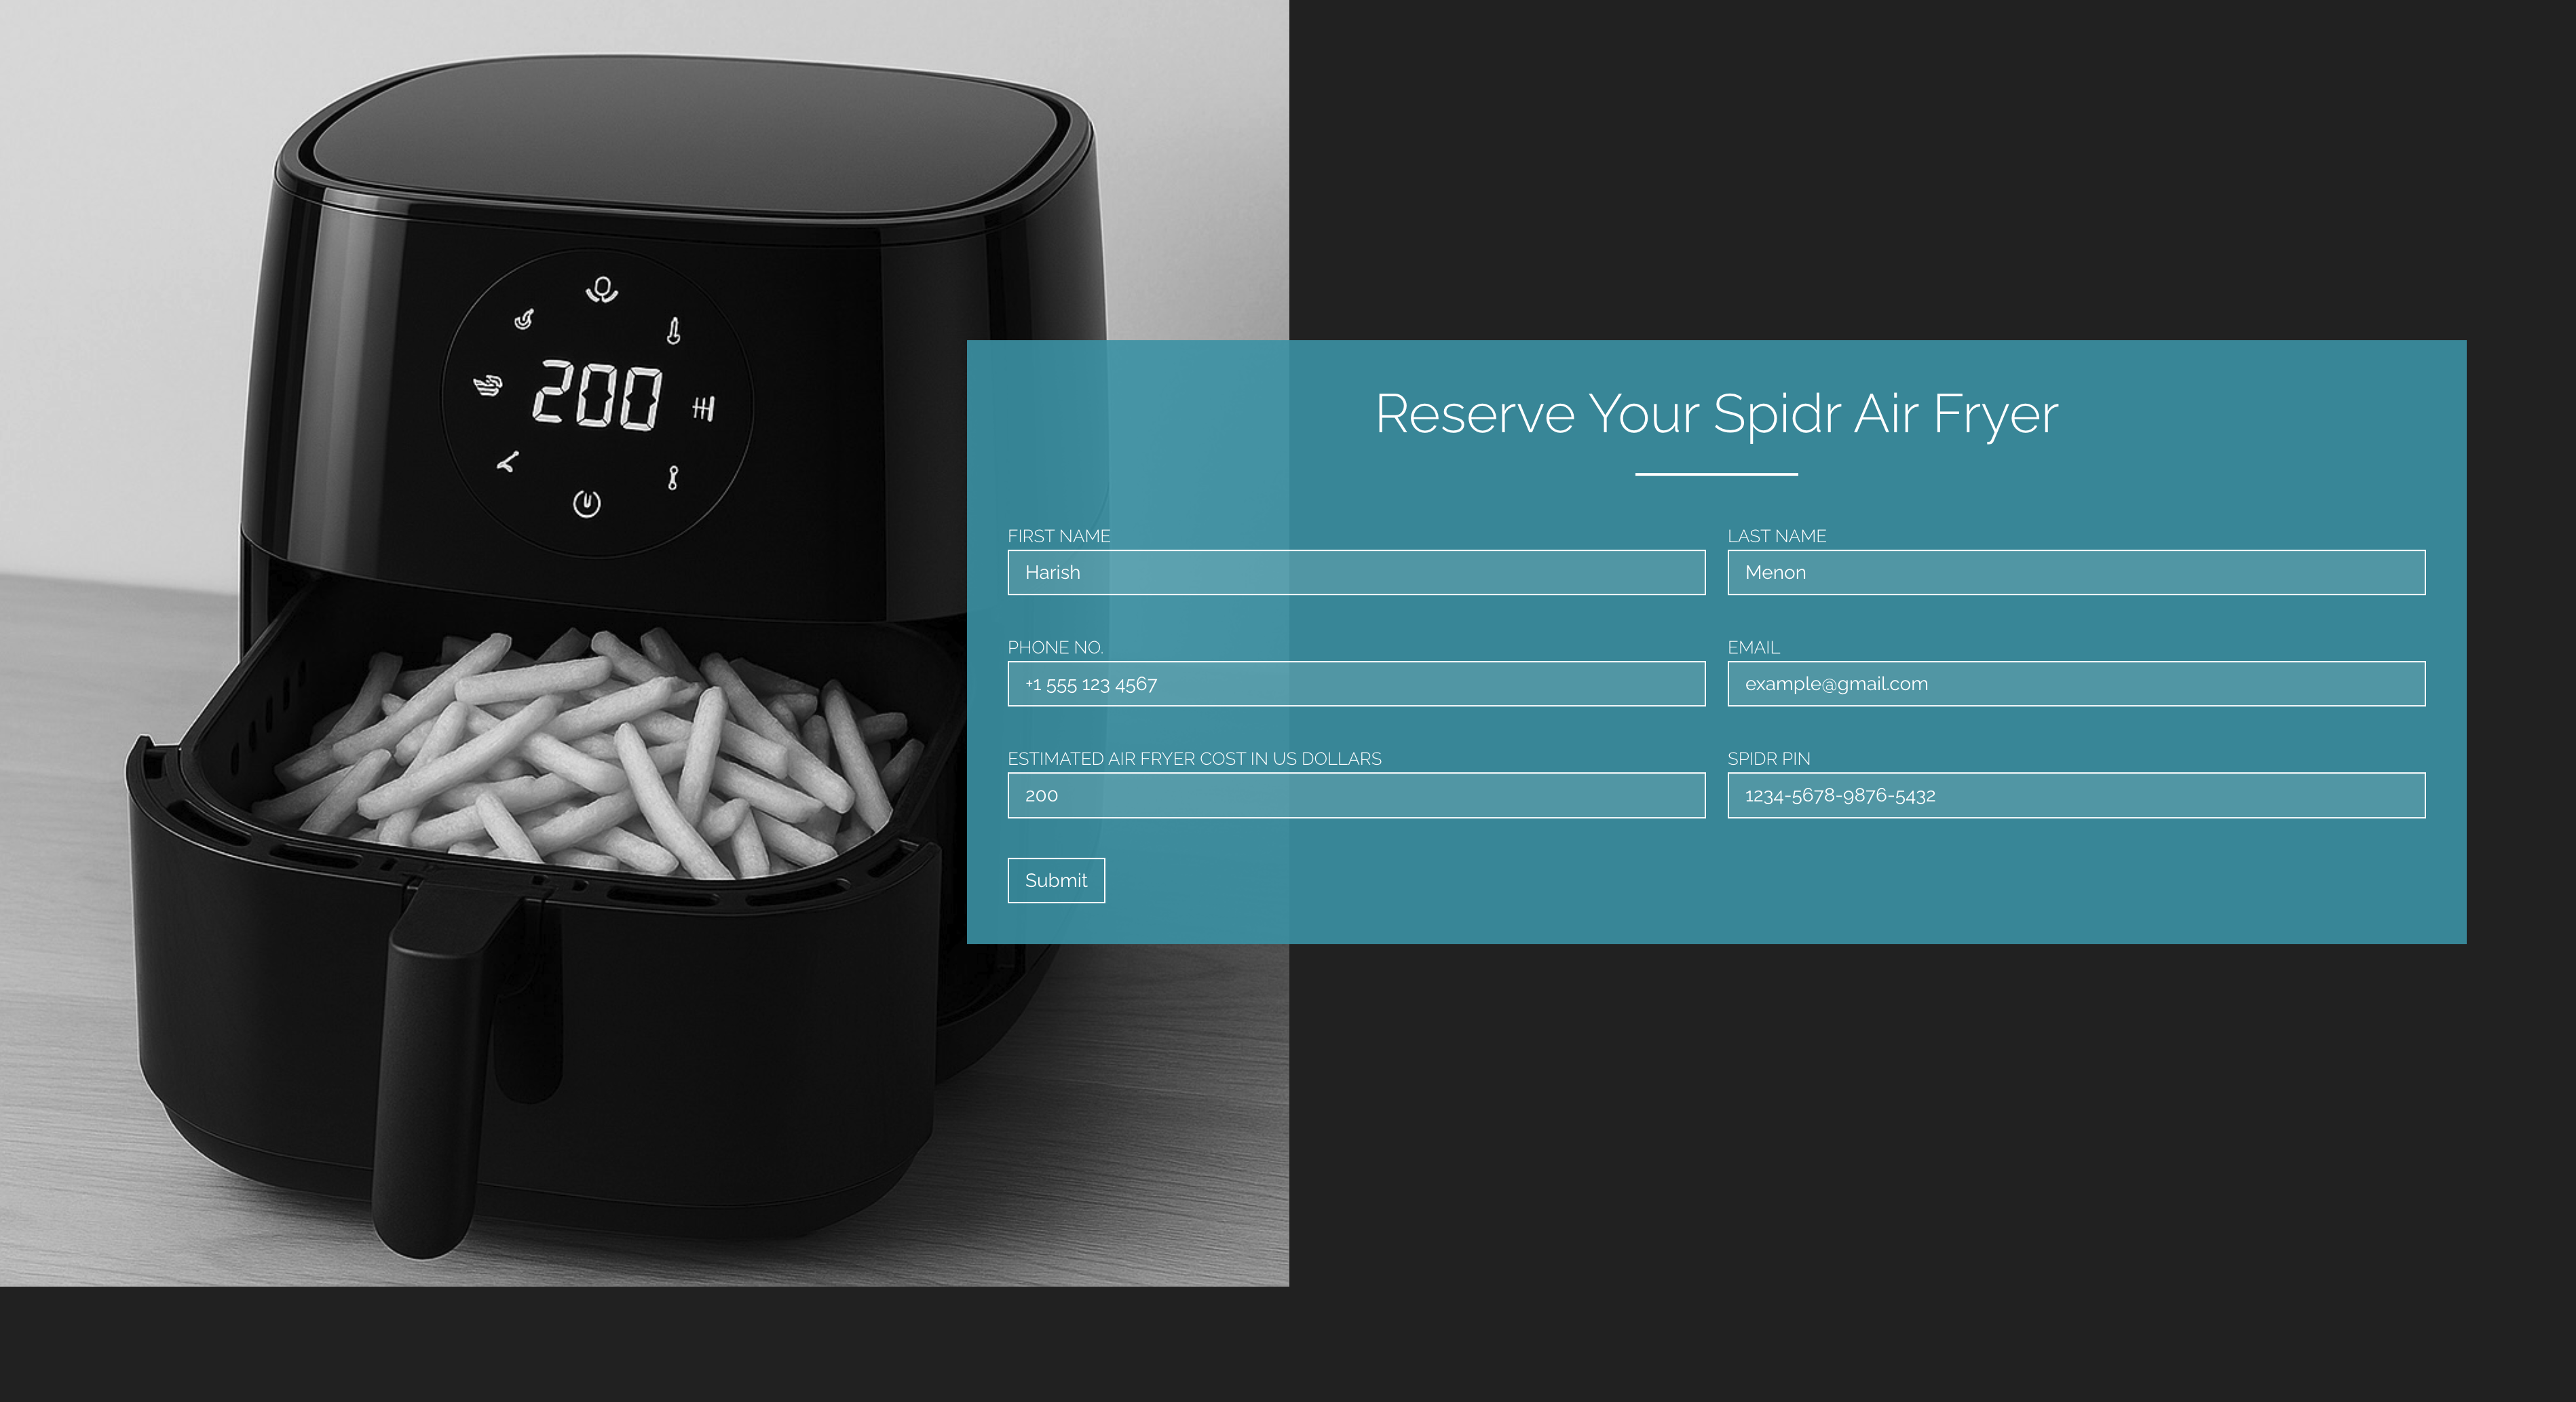 200
Reserve Your Spidr Air Fryer
FIRST NAME
Harish
LAST NAME
Menon
PHONE NO.
+1 555 123 4567
EMAIL
example@gmail.com
ESTIMATED AIR FRYER COST IN US DOLLARS
200
SPIDR PIN
1234-5678-9876-5432
Submit